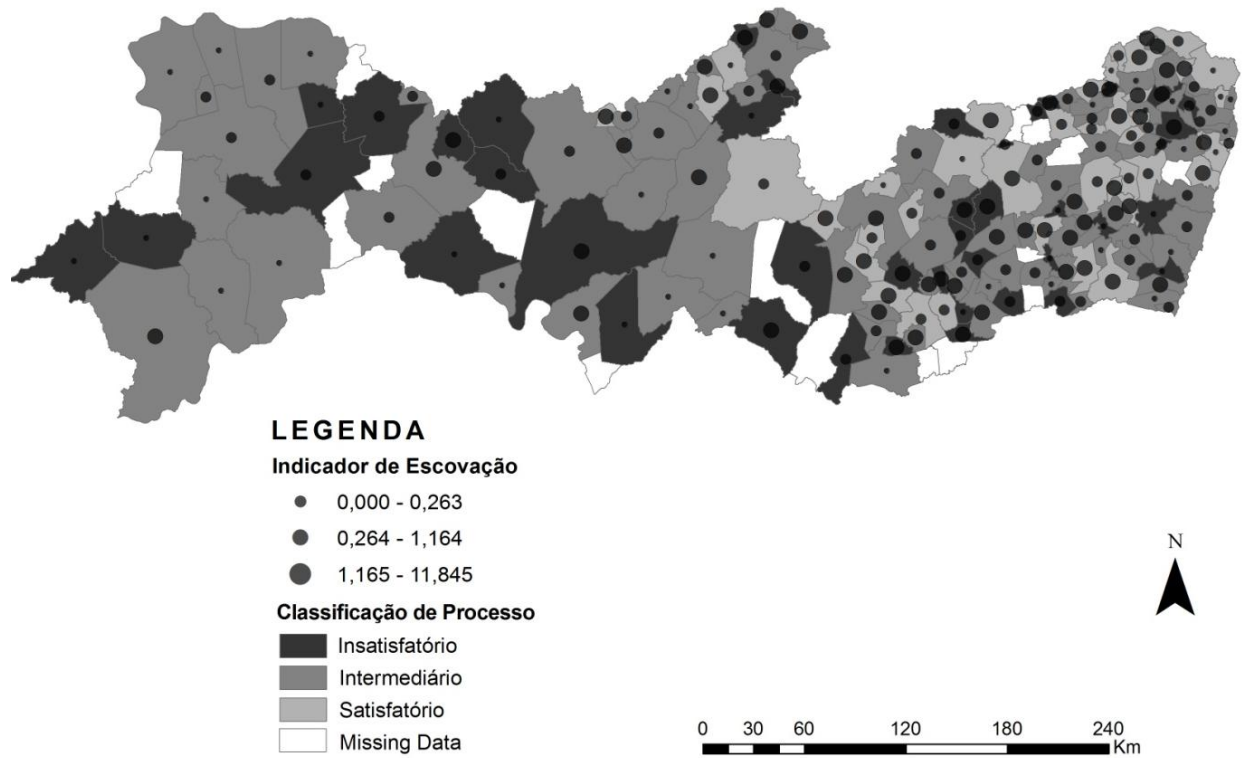 LEGENDA
Indicador de Escovação
0,000 - 0,263
0,264 - 1,164
1,165 - 11,845
Classificação de Processo
Insatisfatório
Intermediário
Satisfatório
Missing Data
N
0 30 60 120 180 240
Km